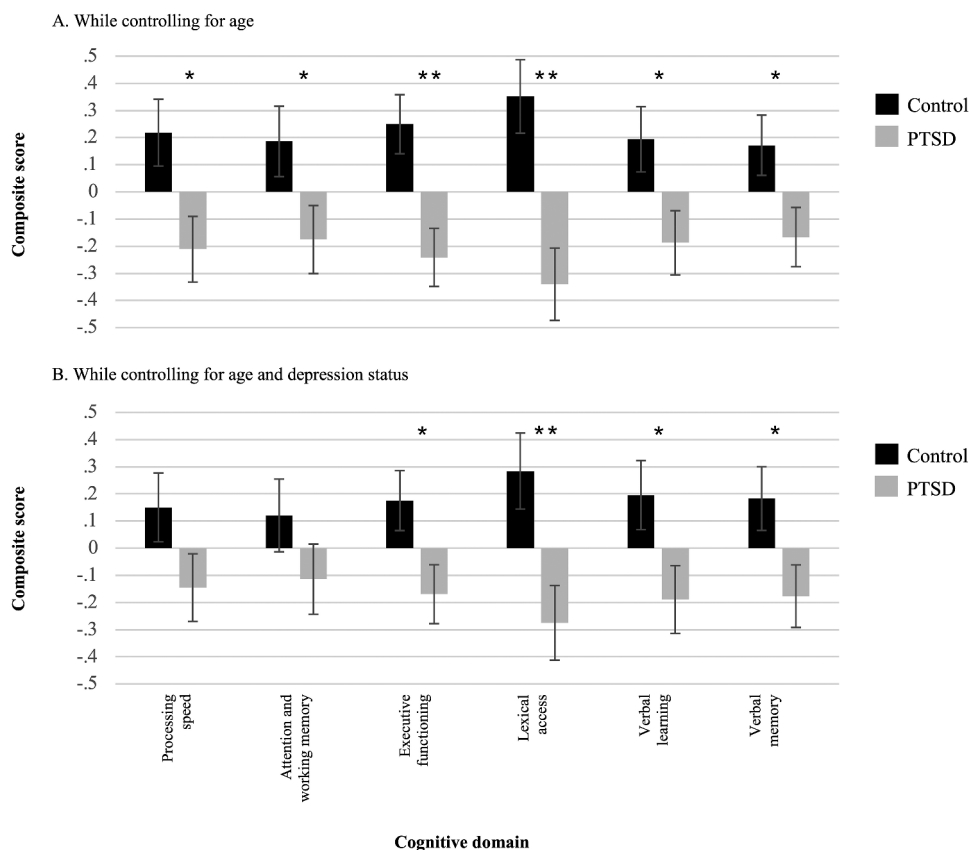 A. While controlling for age
Composite score
.5
.4
.3
.2
.1
0
-.1
-.2
-.3
-.4
-.5
* * ** ** * *
Control
PTSD
B. While controlling for age and depression status
Composite score
.5
.4
.3
.2
.1
0
-.1
-.2
-.3
-.4
-.5
* ** * *
Control
PTSD
Processing
speed
Attention and
working memory
Executive
functioning
Lexical
access
Verbal
learning
Verbal
memory
Cognitive domain